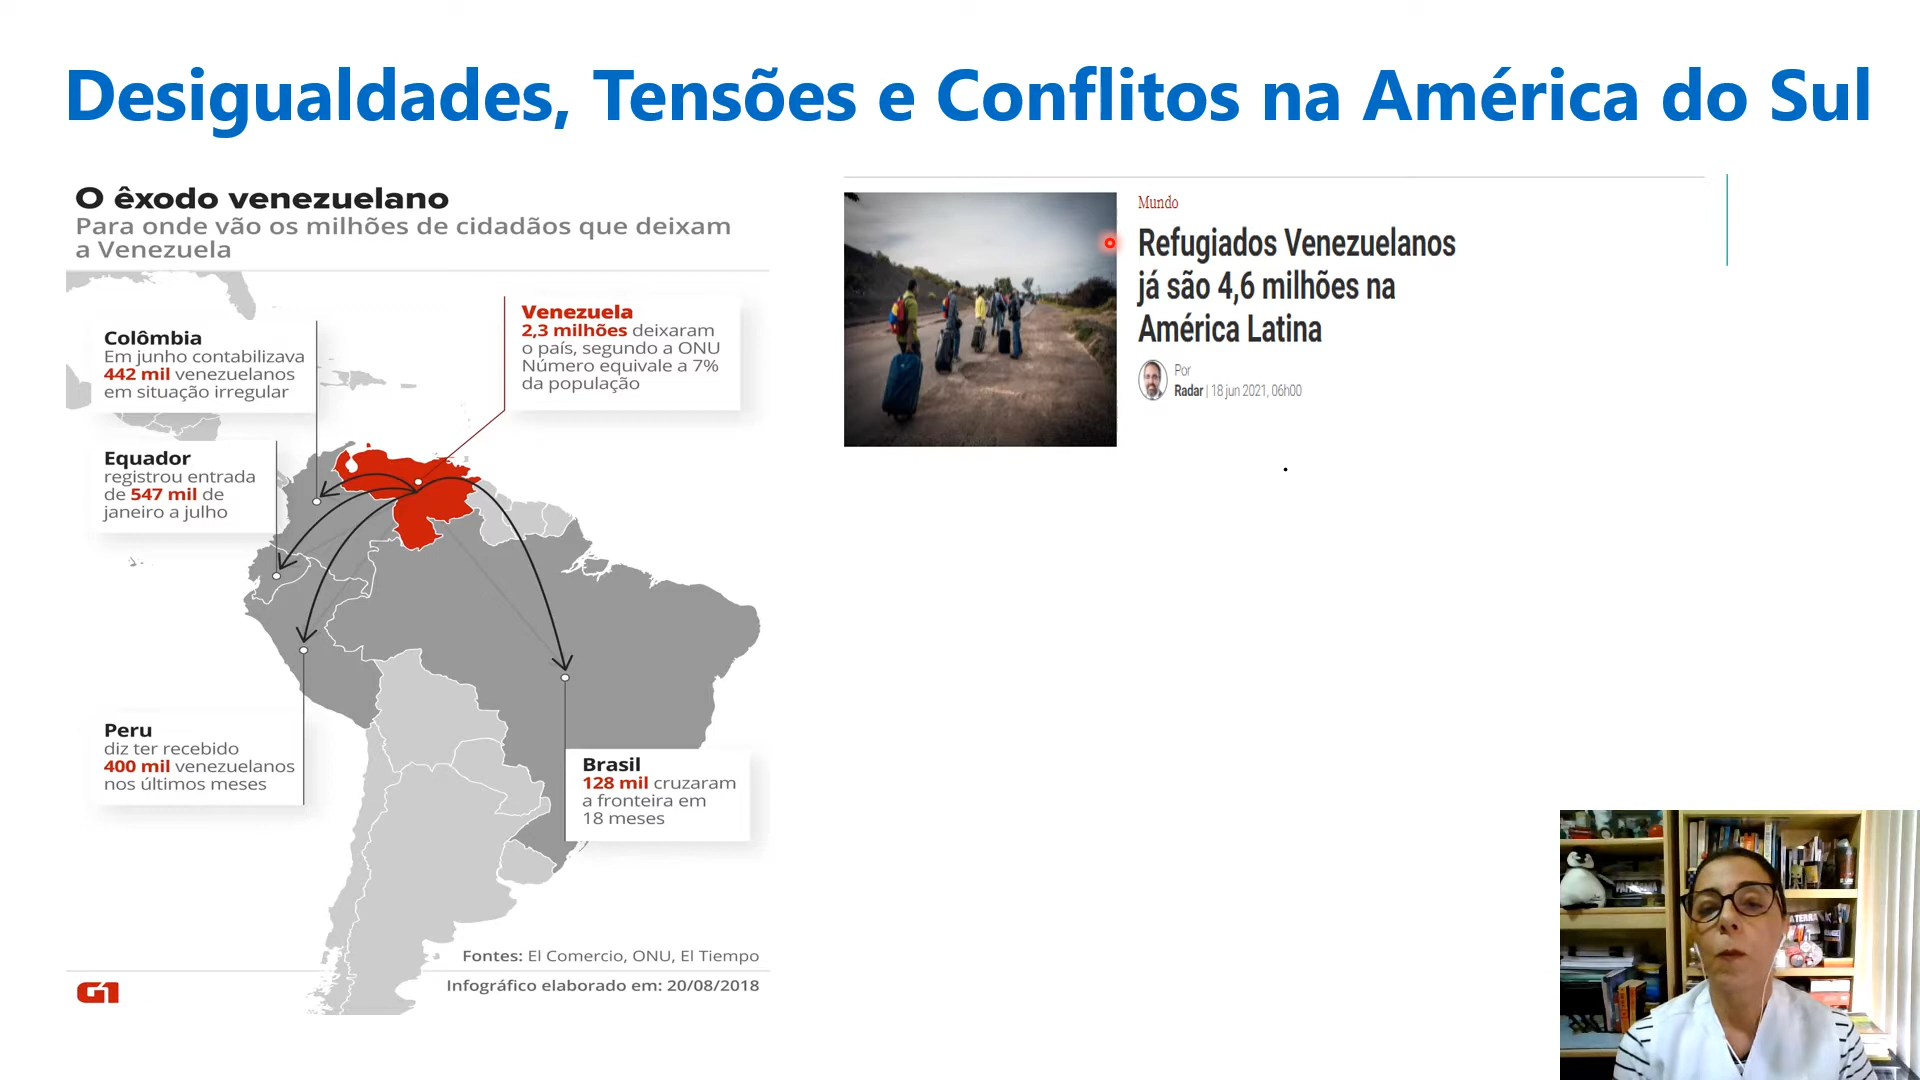 Desigualdades, Tensões e Conflitos na América do Sul
O êxodo venezuelano
Para onde vão os milhões de cidadãos que deixam
a Venezuela
Venezuela
2,3 milhões deixaram
o país, segundo a ONU
Número equivale a 7%
da população
Colômbia
Em junho contabilizava
442 mil venezuelanos
em situação irregular
Equador
registrou entrada
de 547 mil de
janeiro a julho
Peru
diz ter recebido
400 mil venezuelanos
nos últimos meses
Brasil
128 mil cruzaram
a fronteira em
18 meses
Fontes: El Comercio, ONU, El Tiempo
Infográfico elaborado em: 20/08/2018
G1
Mundo
Refugiados Venezuelanos
já são 4,6 milhões na
América Latina
Por
Radar | 18 jun 2021, 06h00